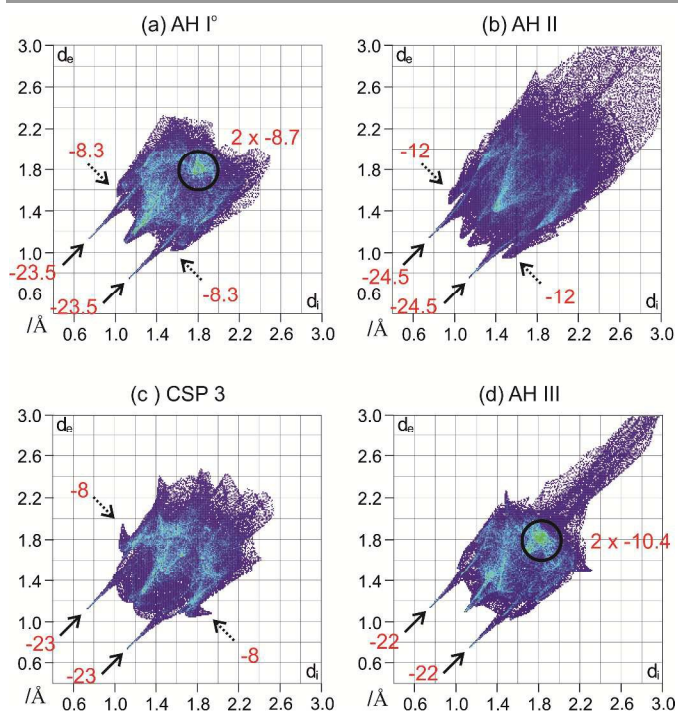 (a) AH I° (b) AH II
3.0 dₑ 3.0 dₑ
2.6 2.6
2.2 2.2
-8.3 2 x -8.7 -12
1.8 1.8
1.4 1.4
1.0 1.0
-23.5 -24.5
-23.5 -8.3 -24.5 -12
0.6 dᵢ 0.6 dᵢ
/Å 0.6 1.0 1.4 1.8 2.2 2.6 3.0 /Å 0.6 1.0 1.4 1.8 2.2 2.6 3.0
(c ) CSP 3 (d) AH III
3.0 dₑ 3.0 dₑ
2.6 2.6
-8
2.2 2.2
1.8 1.8 2 x -10.4
1.4 1.4
1.0 1.0
-23 -22
-23 -8 -22
0.6 dᵢ 0.6 dᵢ
/Å 0.6 1.0 1.4 1.8 2.2 2.6 3.0 /Å 0.6 1.0 1.4 1.8 2.2 2.6 3.0